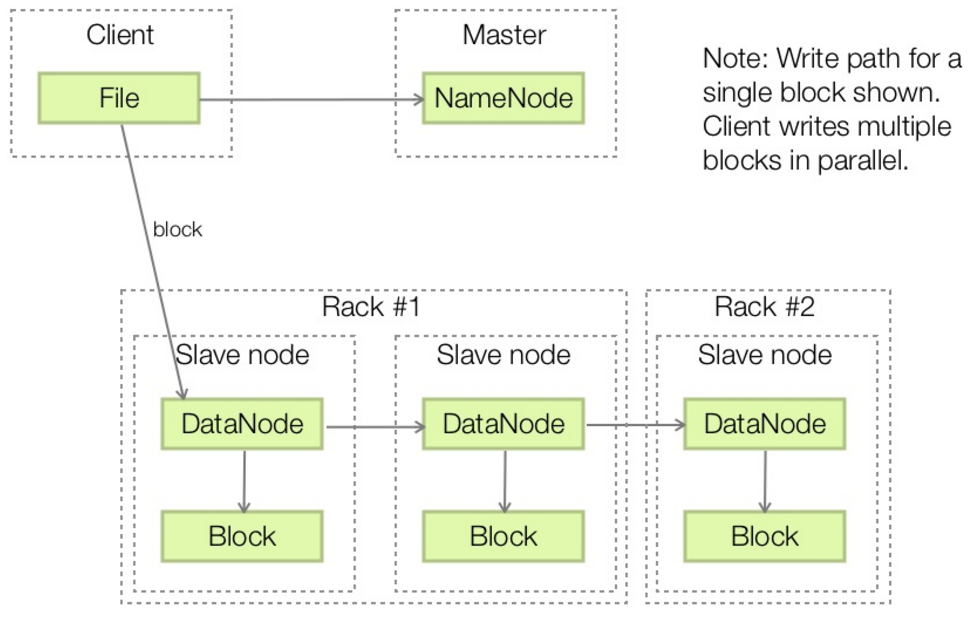 Client
Master
File
NameNode
Note: Write path for a
single block shown.
Client writes multiple
blocks in parallel.
block
Rack #1
Rack #2
Slave node
Slave node
Slave node
DataNode
DataNode
DataNode
Block
Block
Block